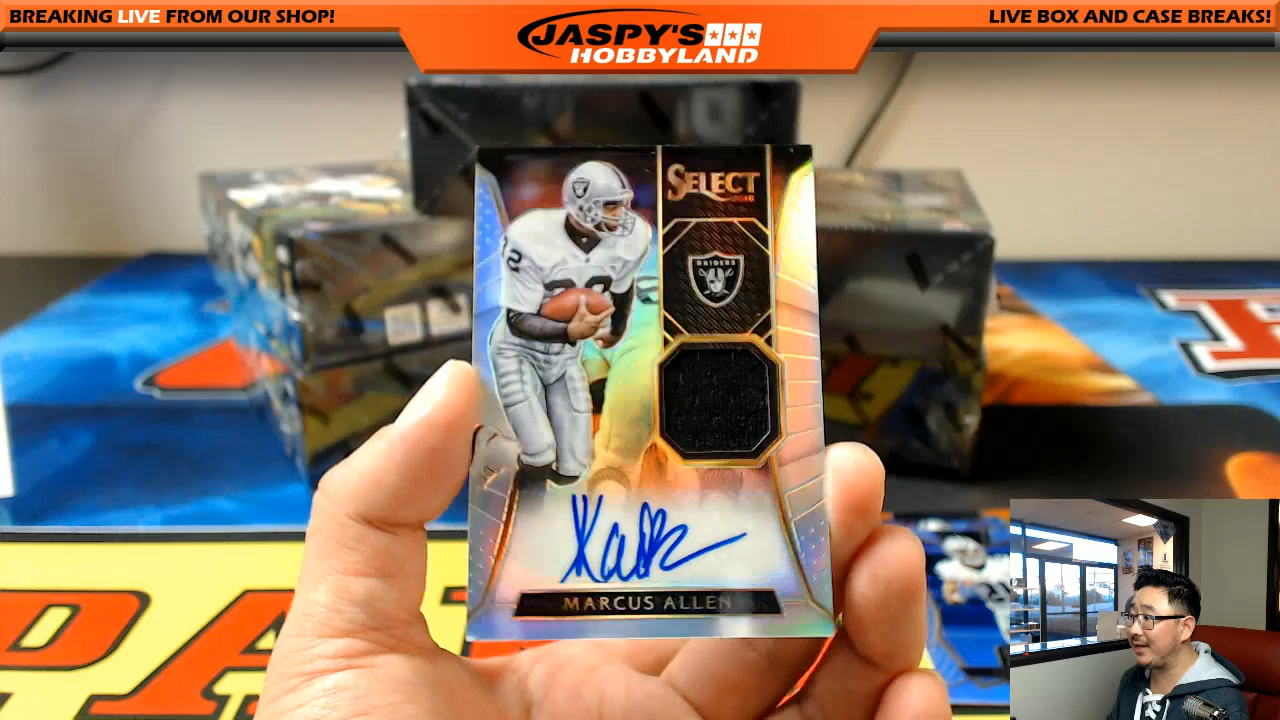 BREAKING LIVE FROM OUR SHOP!
JASPY'S
HOBBYLAND
LIVE BOX AND CASE BREAKS!
SELECT
2016
RAIDERS
MARCUS ALLEN